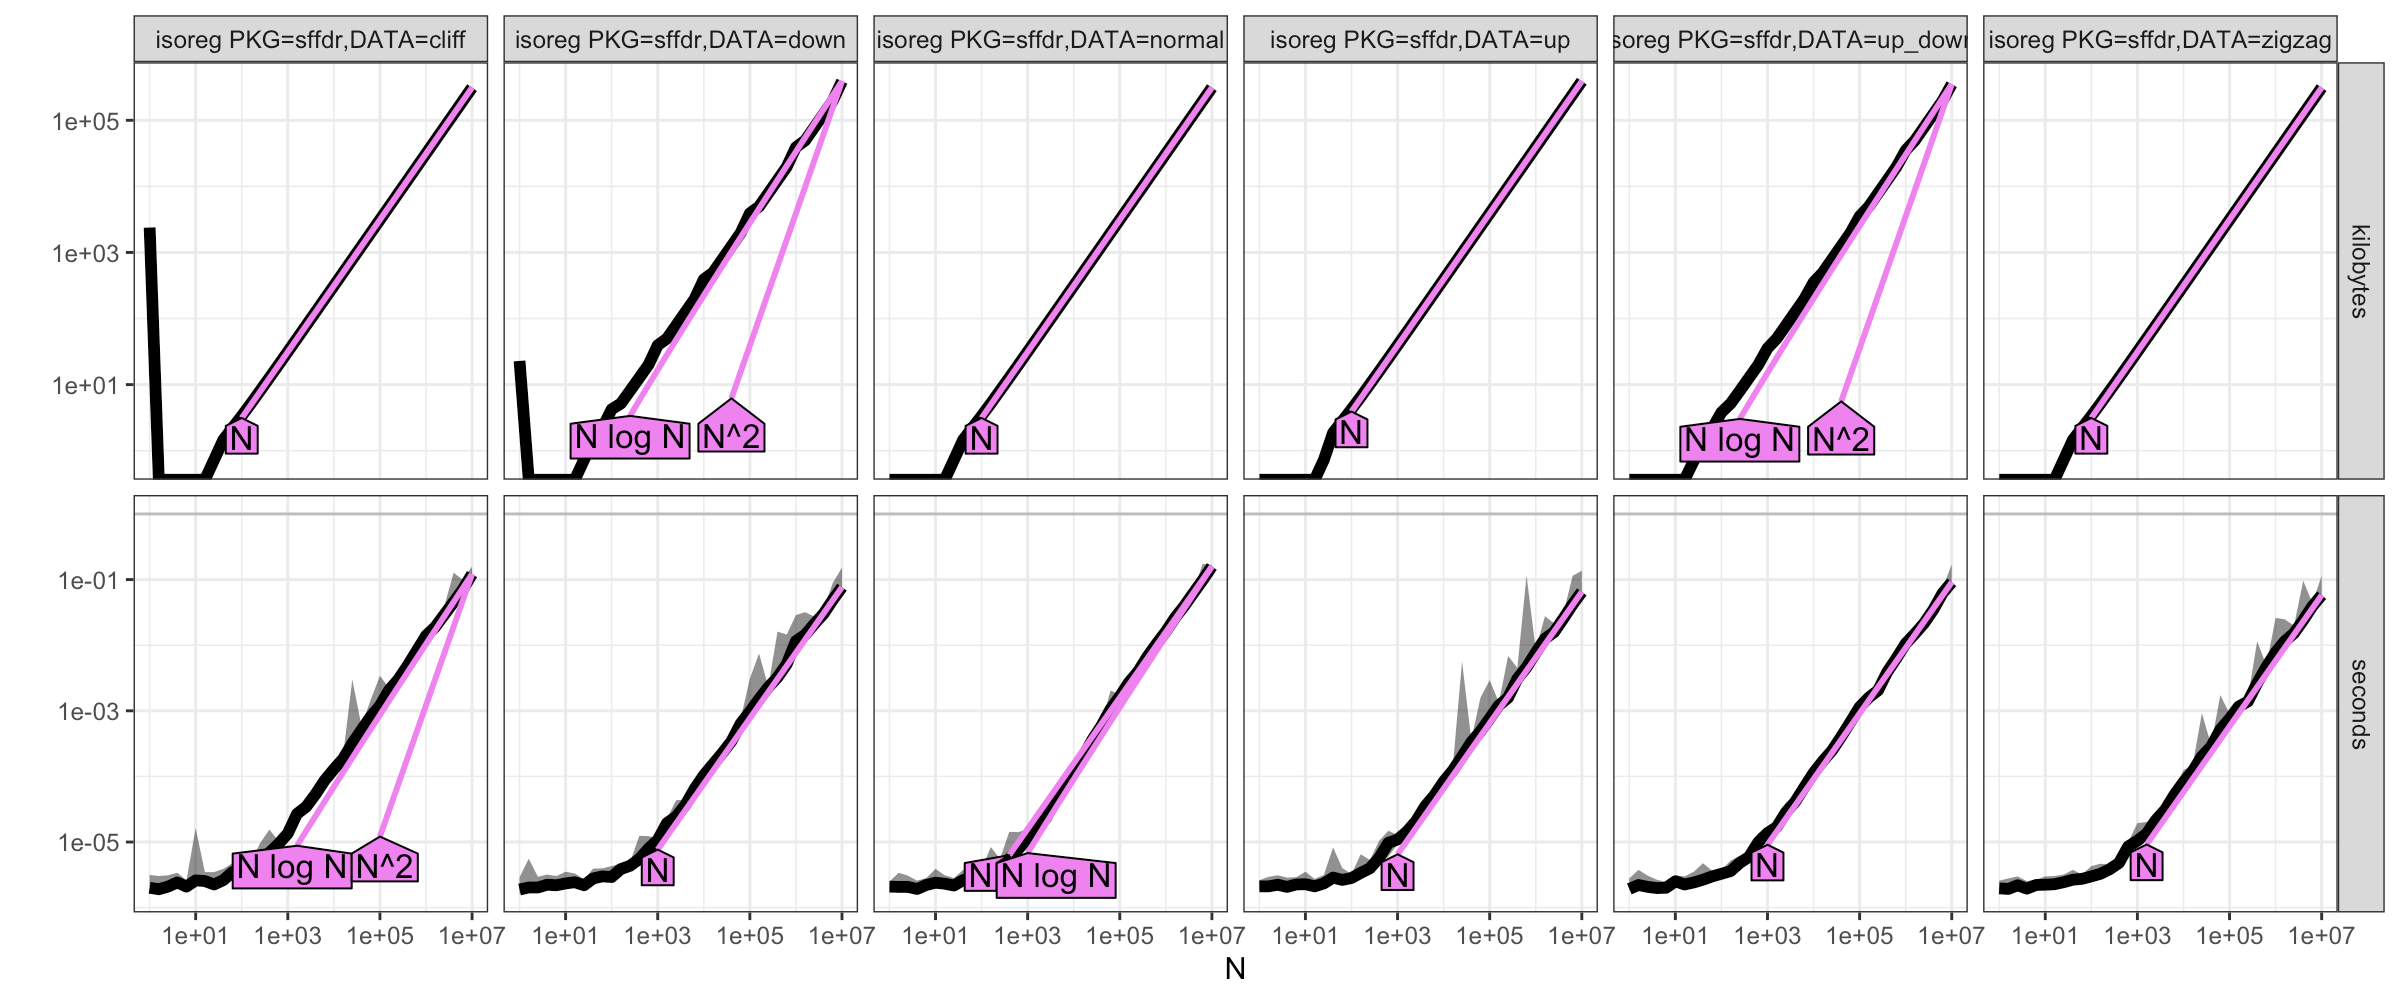 isoreg PKG=sffdr,DATA=cliff
isoreg PKG=sffdr,DATA=down
isoreg PKG=sffdr,DATA=normal
isoreg PKG=sffdr,DATA=up
soreg PKG=sffdr,DATA=up_down
isoreg PKG=sffdr,DATA=zigzag
1e+05
1e+03
1e+01
N
N log N
N^2
N
N
N log N
N^2
N
kilobytes
1e-01
1e-03
1e-05
N log N
N^2
N
N
N log N
N
N
N
seconds
1e+01
1e+03
1e+05
1e+07
1e+01
1e+03
1e+05
1e+07
1e+01
1e+03
1e+05
1e+07
1e+01
1e+03
1e+05
1e+07
1e+01
1e+03
1e+05
1e+07
1e+01
1e+03
1e+05
1e+07
N